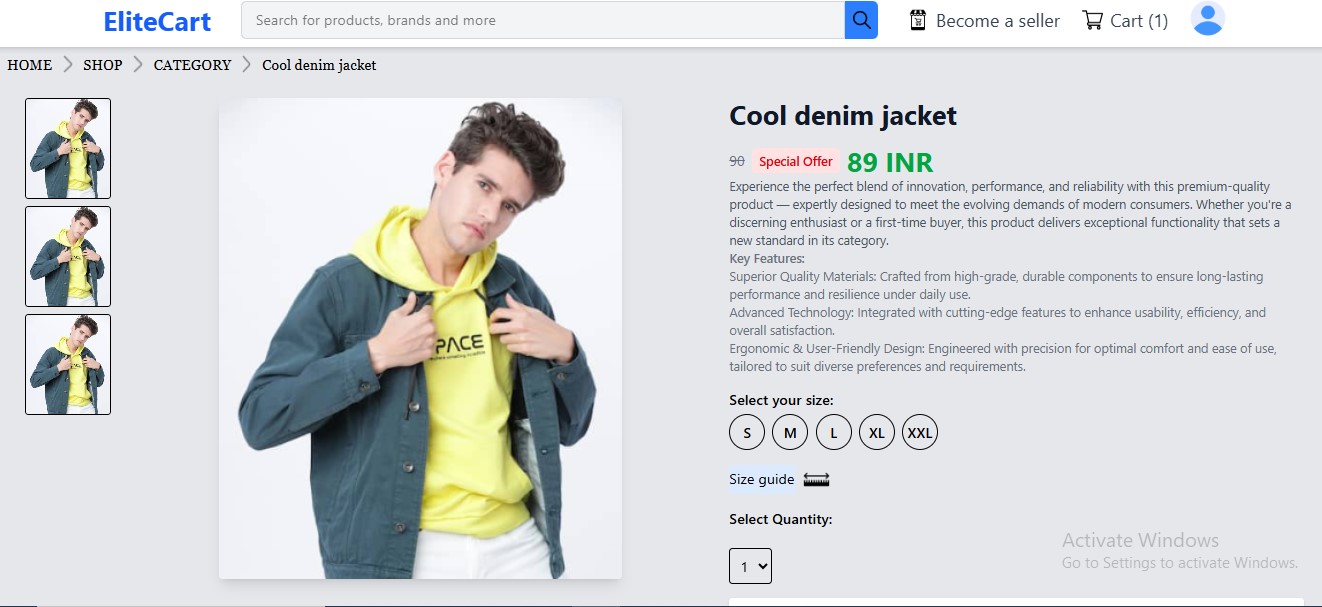 EliteCart
Search for products, brands and more
Become a seller
Cart (1)
HOME
SHOP
CATEGORY
Cool denim jacket
PACE
Cool denim jacket
90
Special Offer
89 INR
Experience the perfect blend of innovation, performance, and reliability with this premium-quality
product — expertly designed to meet the evolving demands of modern consumers. Whether you're a
discerning enthusiast or a first-time buyer, this product delivers exceptional functionality that sets a
new standard in its category.
Key Features:
Superior Quality Materials: Crafted from high-grade, durable components to ensure long-lasting
performance and resilience under daily use.
Advanced Technology: Integrated with cutting-edge features to enhance usability, efficiency, and
overall satisfaction.
Ergonomic & User-Friendly Design: Engineered with precision for optimal comfort and ease of use,
tailored to suit diverse preferences and requirements.
Select your size:
S
M
L
XL
XXL
Size guide
Select Quantity:
1
Activate Windows
Go to Settings to activate Windows.